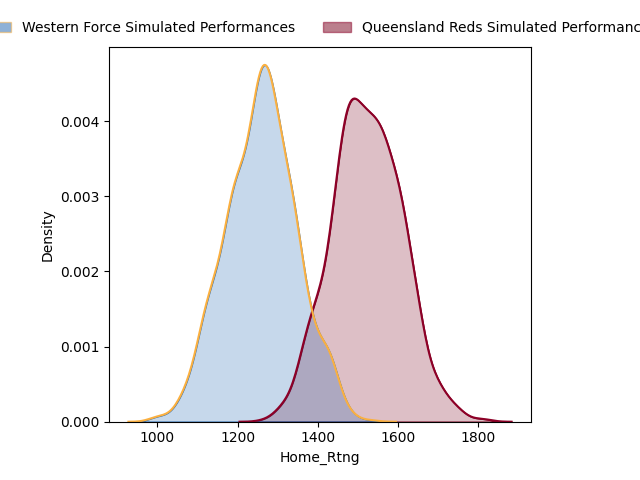 Western Force Simulated Performances
Queensland Reds Simulated
0.004
0.003
0.002
0.001
0.000
Density
1000 1200 1400 1600 1800
Home_Rtng